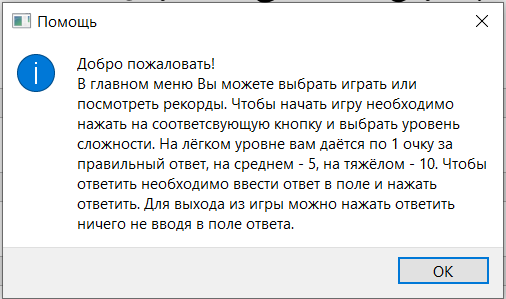 Помощь
Добро пожаловать!
В главном меню Вы можете выбрать играть или
посмотреть рекорды. Чтобы начать игру необходимо
нажать на соответсвующую кнопку и выбрать уровень
сложности. На лёгком уровне вам даётся по 1 очку за
правильный ответ, на среднем - 5, на тяжёлом - 10. Чтобы
ответить необходимо ввести ответ в поле и нажать
ответить. Для выхода из игры можно нажать ответить
ничего не вводя в поле ответа.
ОК